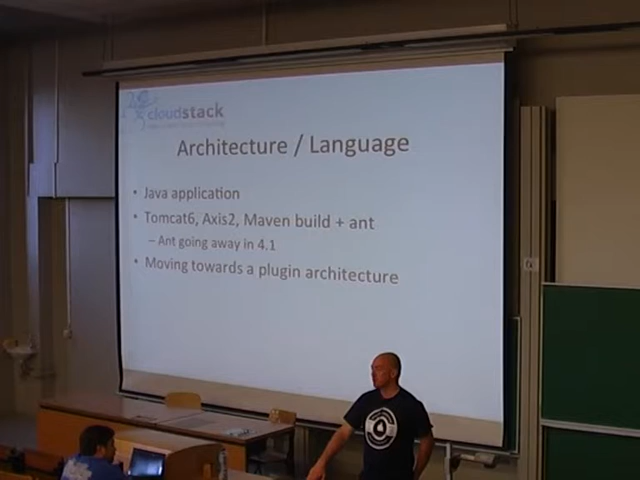 cloudstack
Architecture / Language
• Java application
• Tomcat6, Axis2, Maven build + ant
– Ant going away in 4.1
• Moving towards a plugin architecture